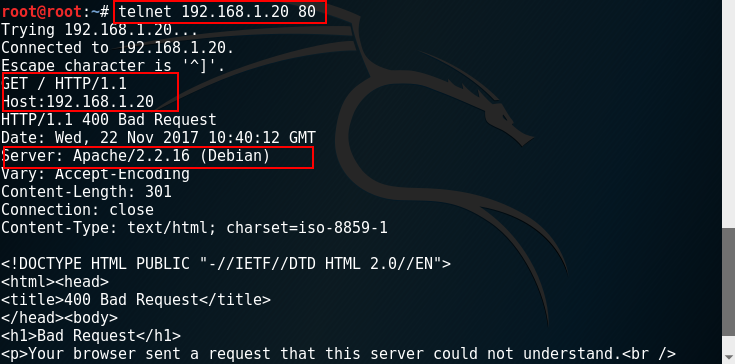 root@root:~# telnet 192.168.1.20 80
Trying 192.168.1.20...
Connected to 192.168.1.20.
Escape character is '^]'.
GET / HTTP/1.1
Host:192.168.1.20
HTTP/1.1 400 Bad Request
Date: Wed, 22 Nov 2017 10:40:12 GMT
Server: Apache/2.2.16 (Debian)
Vary: Accept-Encoding
Content-Length: 301
Connection: close
Content-Type: text/html; charset=iso-8859-1

<!DOCTYPE HTML PUBLIC "-//IETF//DTD HTML 2.0//EN">
<html><head>
<title>400 Bad Request</title>
</head><body>
<h1>Bad Request</h1>
<p>Your browser sent a request that this server could not understand.<br />